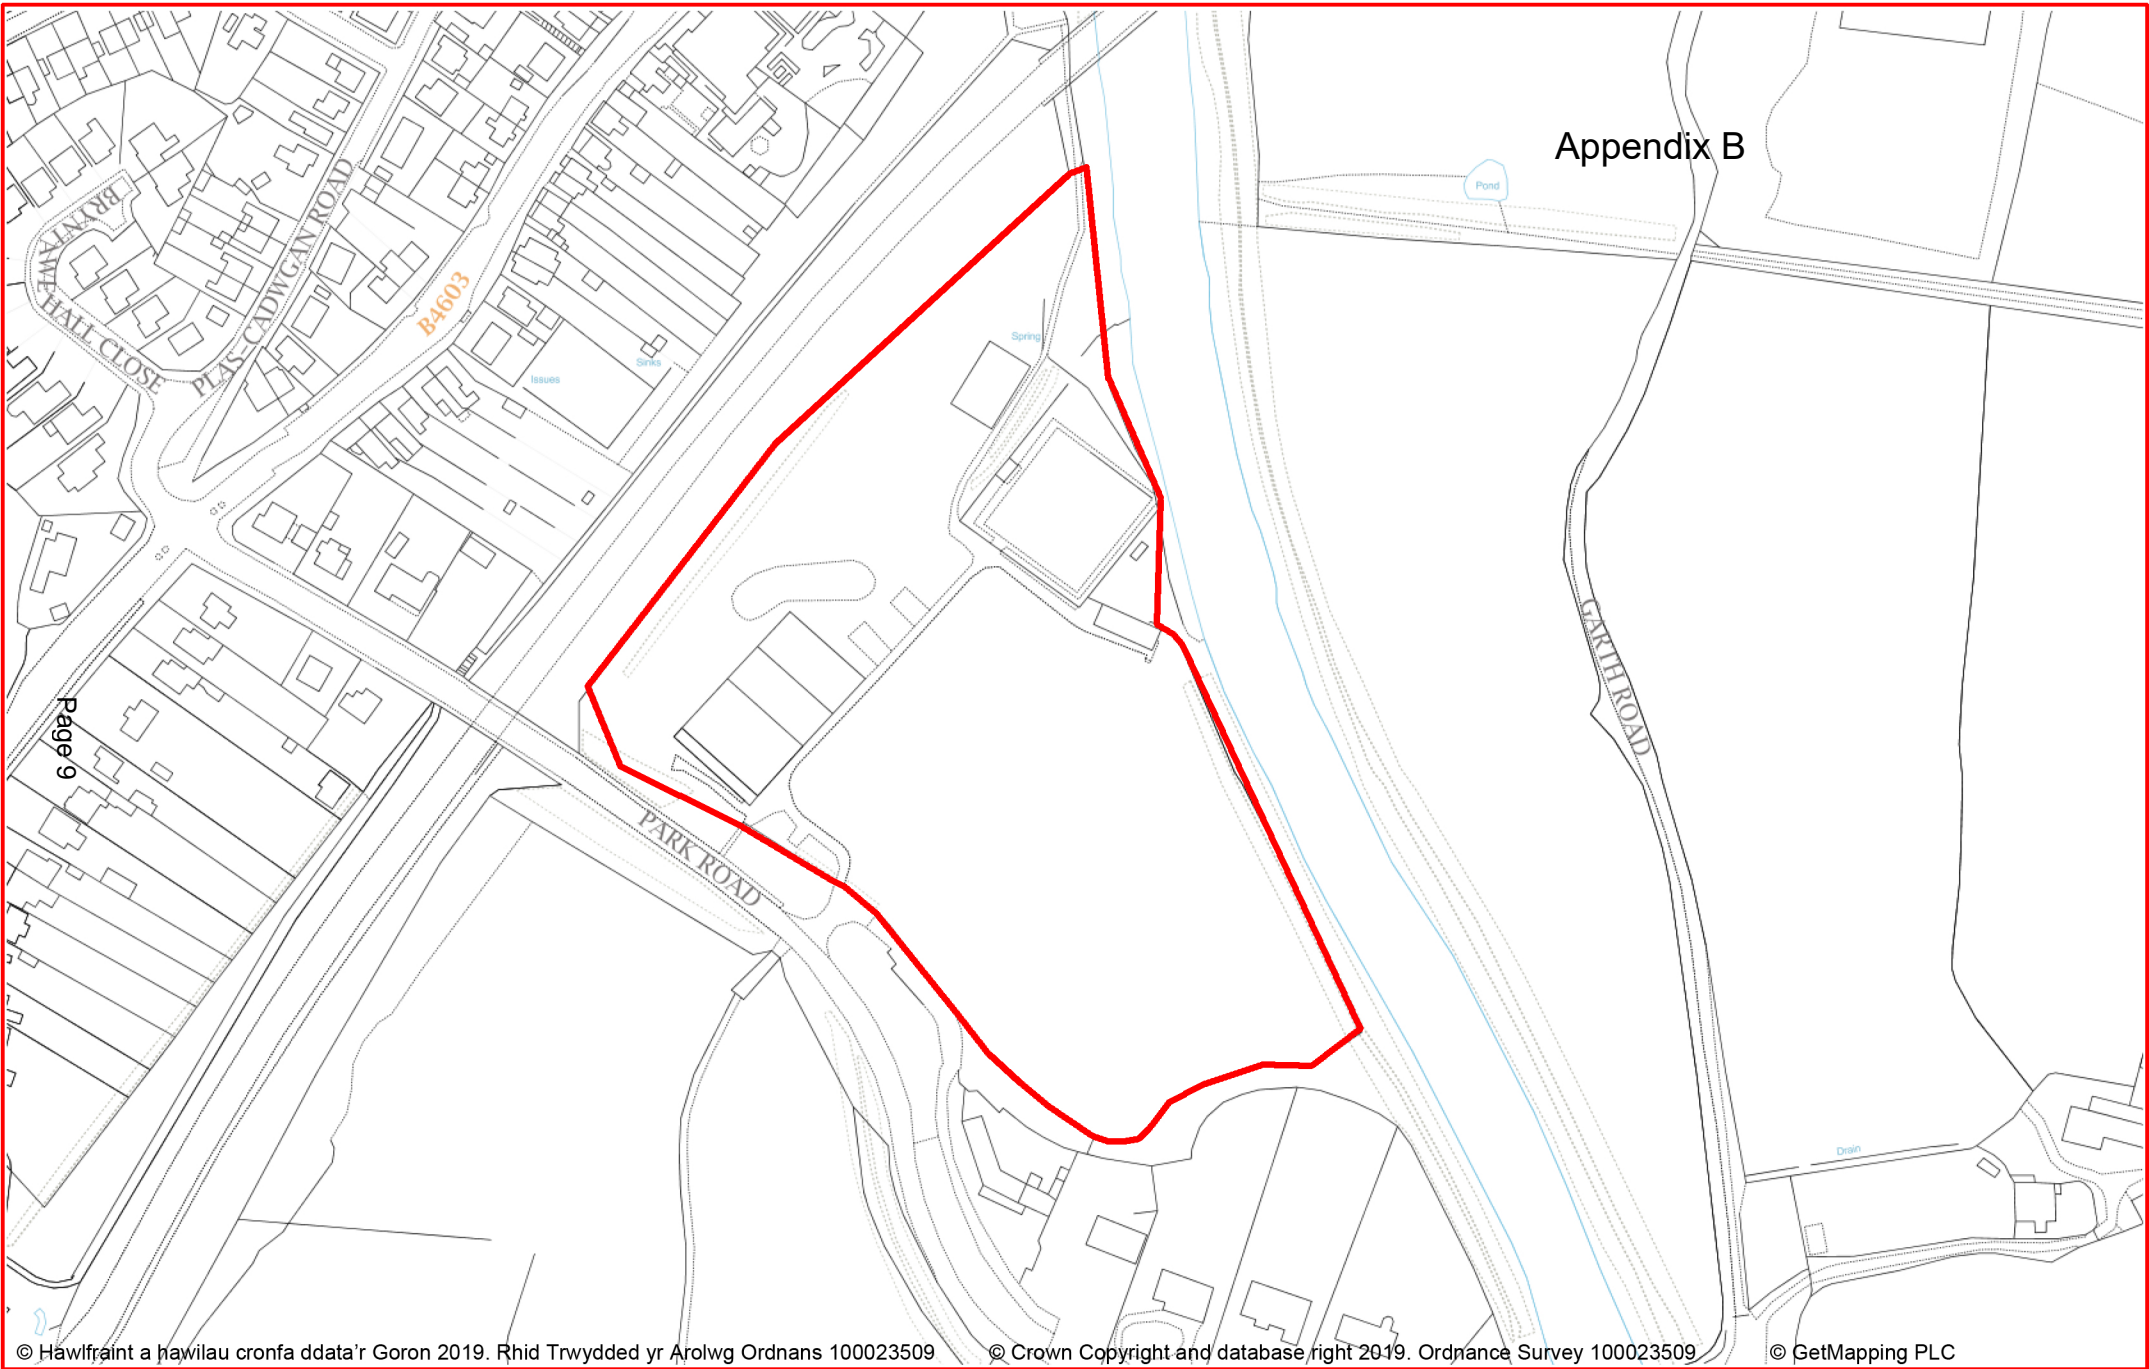 Appendix B
Pond
BRYNTAWE
HALL CLOSE
PLAS-CADWGAN ROAD
B4603
Spring
Sinks
Issues
GARTH ROAD
Page 9
PARK ROAD
Drain
© Hawlfraint a hawilau cronfa ddata’r Goron 2019. Rhid Trwydded yr Arolwg Ordnans 100023509 © Crown Copyright and database right 2019. Ordnance Survey 100023509 © GetMapping PLC